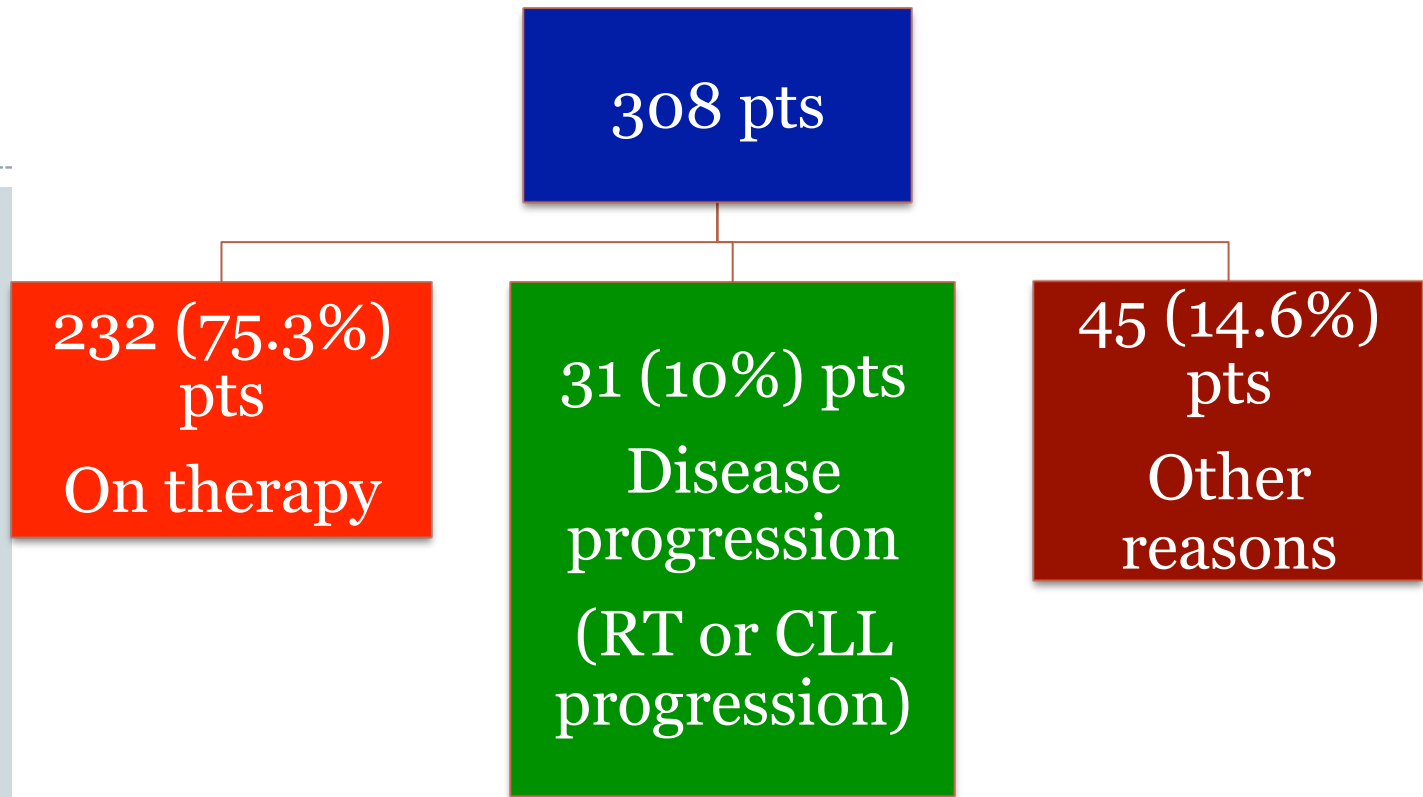 308 pts
232 (75.3%)
pts
On therapy
31 (10%) pts
Disease
progression
(RT or CLL
progression)
45 (14.6%)
pts
Other
reasons